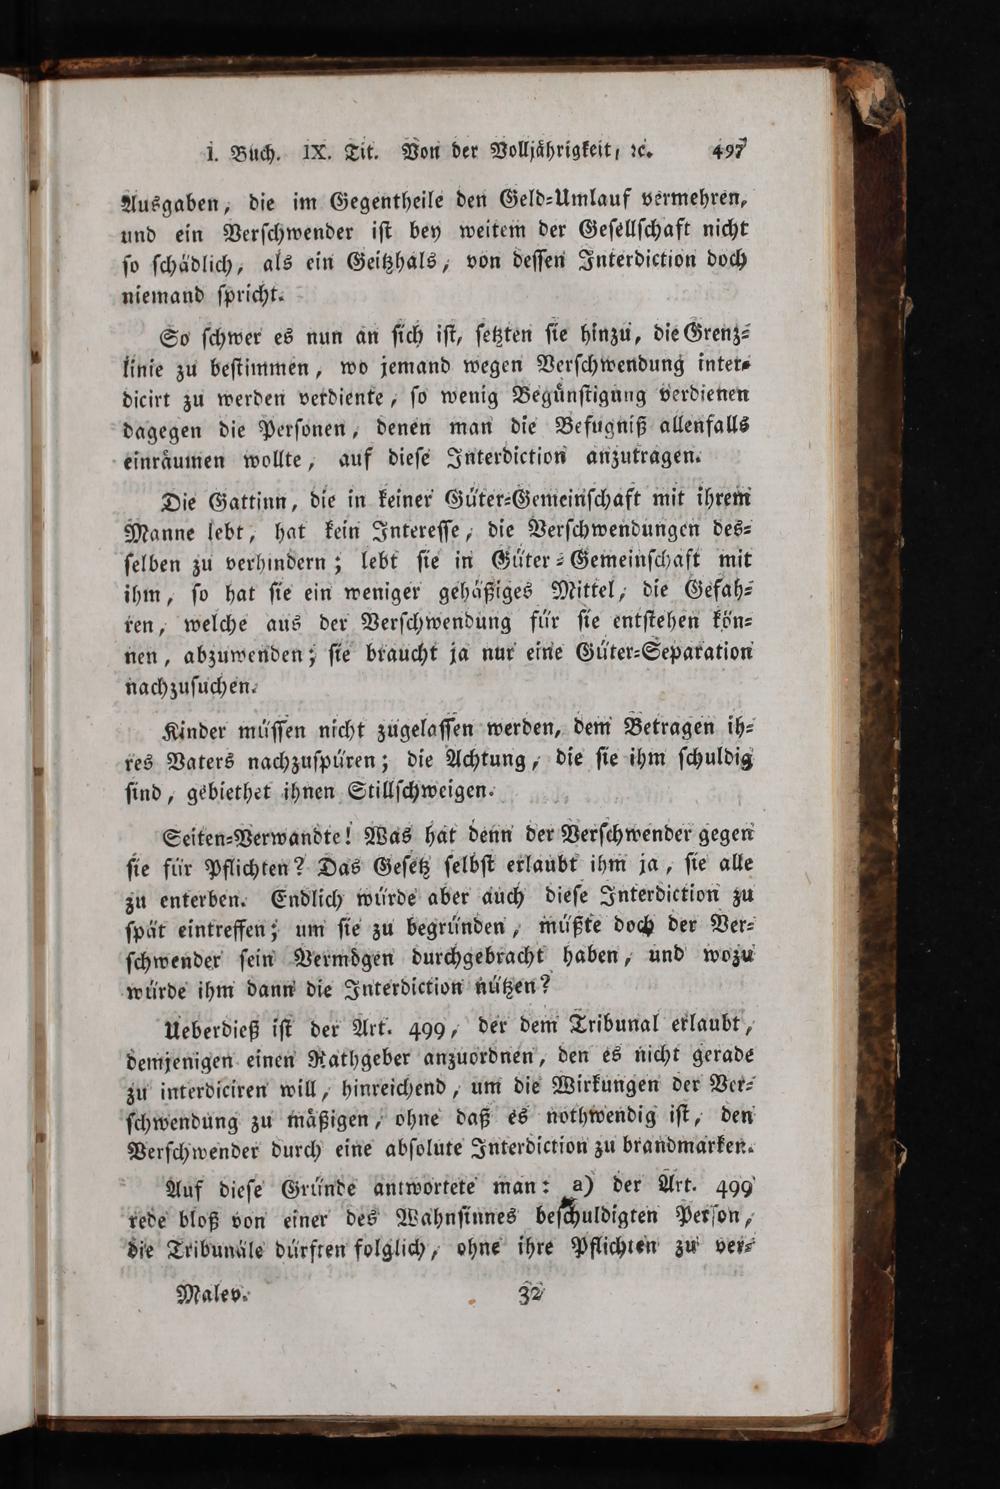 I. Buch. IX. Tit. Von der Volljährigkeit, ꝛc. 497
Ausgaben, die im Gegentheile den Geld-Umlauf vermehren,
und ein Verschwender ist bey weitem der Gesellschaft nicht
so schädlich, als ein Geitzhals, von dessen Interdiction doch
niemand spricht.
So schwer es nun an sich ist, setzten sie hinzu, die Grenz-
linie zu bestimmen, wo jemand wegen Verschwendung inter-
dicirt zu werden verdiente, so wenig Begünstigung verdienen
dagegen die Personen, denen man die Befugniß allenfalls
einräumen wollte, auf diese Interdiction anzutragen.
Die Gattinn, die in keiner Güter-Gemeinschaft mit ihrem
Manne lebt, hat kein Interesse, die Verschwendungen des-
selben zu verhindern; lebt sie in Güter-Gemeinschaft mit
ihm, so hat sie ein weniger gehäßiges Mittel, die Gefah-
ren, welche aus der Verschwendung für sie entstehen kön-
nen, abzuwenden; sie braucht ja nur eine Güter-Separation
nachzusuchen.
Kinder müssen nicht zugelassen werden, dem Betragen ih-
res Vaters nachzuspüren; die Achtung, die sie ihm schuldig
sind, gebiethet ihnen Stillschweigen.
Seiten-Verwandte! Was hat denn der Verschwender gegen
sie für Pflichten? Das Gesetz selbst erlaubt ihm ja, sie alle
zu enterben. Endlich würde aber auch diese Interdiction zu
spät eintreffen; um sie zu begründen, müßte doch der Ver-
schwender sein Vermögen durchgebracht haben, und wozu
würde ihm dann die Interdiction nützen?
Ueberdieß ist der Art. 499, der dem Tribunal erlaubt,
demjenigen einen Rathgeber anzuordnen, den es nicht gerade
zu interdiciren will, hinreichend, um die Wirkungen der Ver-
schwendung zu mäßigen, ohne daß es nothwendig ist, den
Verschwender durch eine absolute Interdiction zu brandmarken.
Auf diese Gründe antwortete man: a) der Art. 499
rede bloß von einer des Wahnsinnes beschuldigten Person,
die Tribunäle dürften folglich, ohne ihre Pflichten zu ver-
Malev. 32